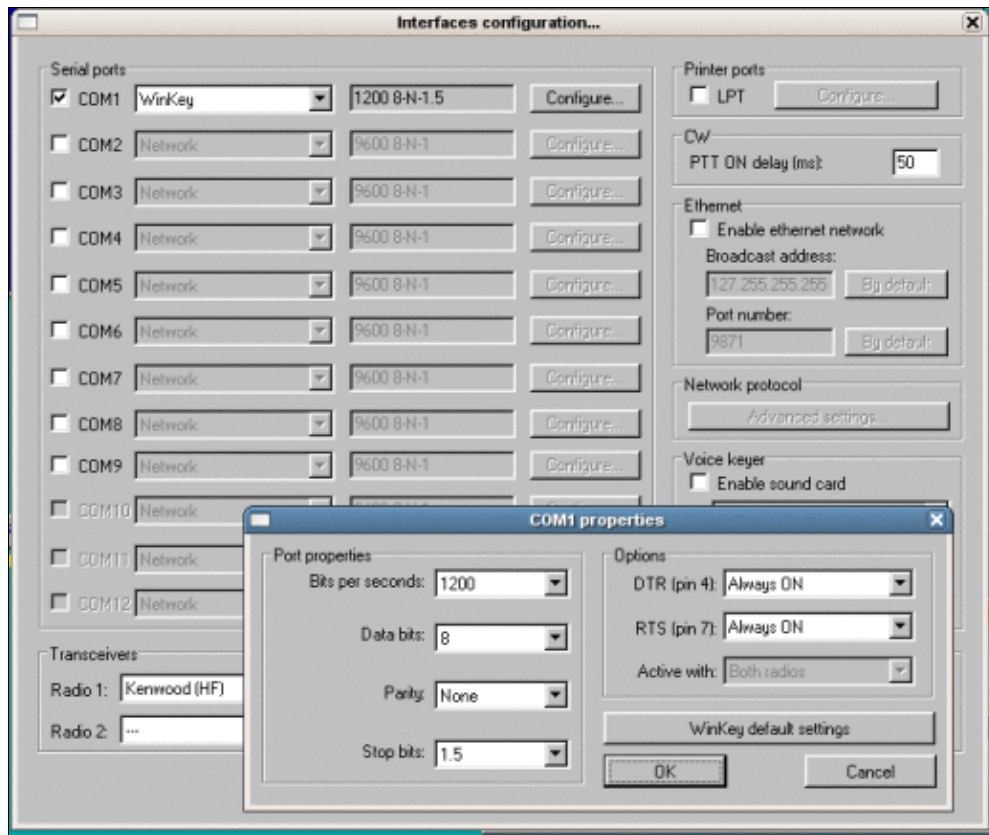 Interfaces configuration...
Serial ports
COM1 WinKey 1200 8-N-1.5 Configure...
COM2 Network 9600 8-N-1 Configure...
COM3 Network 9600 8-N-1 Configure...
COM4 Network 9600 8-N-1 Configure...
COM5 Network 9600 8-N-1 Configure...
COM6 Network 9600 8-N-1 Configure...
COM7 Network 9600 8-N-1 Configure...
COM8 Network 9600 8-N-1 Configure...
COM9 Network 9600 8-N-1 Configure...
COM10 Network
COM11 Network
COM12 Network
Transceivers
Radio 1: Kenwood (HF)
Radio 2: ---
Printer ports
LPT Configure...
CW
PTT ON delay (ms): 50
Ethernet
Enable ethernet network
Broadcast address:
127.255.255.255 By default
Port number:
9871 By default
Network protocol
Advanced settings...
Voice keyer
Enable sound card
COM1 properties
Port properties
Bits per seconds: 1200
Data bits: 8
Parity: None
Stop bits: 1.5
Options
DTR (pin 4): Always ON
RTS (pin 7): Always ON
Active with: Both radios
WinKey default settings
OK Cancel